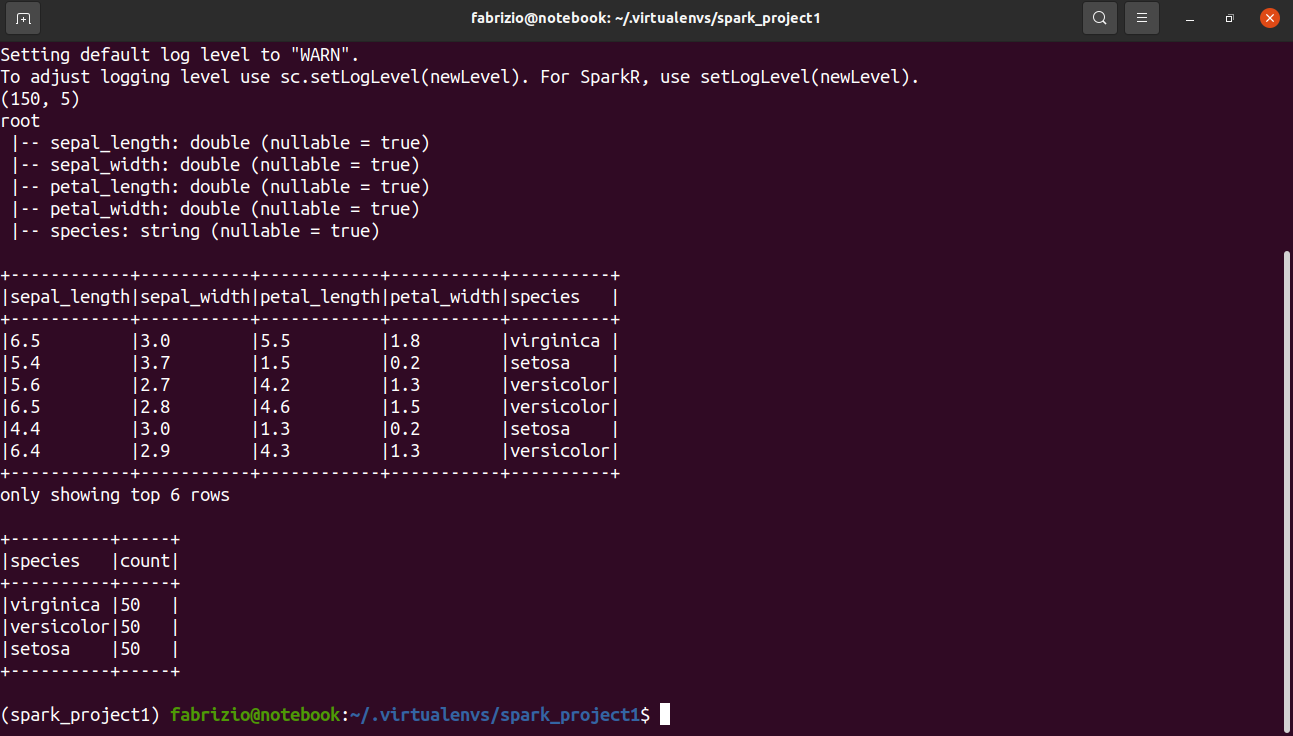 fabrizio@notebook: ~/.virtualenvs/spark_project1
Setting default log level to "WARN".
To adjust logging level use sc.setLogLevel(newLevel). For SparkR, use setLogLevel(newLevel).
(150, 5)
root
 |-- sepal_length: double (nullable = true)
 |-- sepal_width: double (nullable = true)
 |-- petal_length: double (nullable = true)
 |-- petal_width: double (nullable = true)
 |-- species: string (nullable = true)

+------------+-----------+------------+-----------+----------+
|sepal_length|sepal_width|petal_length|petal_width|species   |
+------------+-----------+------------+-----------+----------+
|6.5         |3.0        |5.5         |1.8        |virginica |
|5.4         |3.7        |1.5         |0.2        |setosa    |
|5.6         |2.7        |4.2         |1.3        |versicolor|
|6.5         |2.8        |4.6         |1.5        |versicolor|
|4.4         |3.0        |1.3         |0.2        |setosa    |
|6.4         |2.9        |4.3         |1.3        |versicolor|
+------------+-----------+------------+-----------+----------+
only showing top 6 rows

+----------+-----+
|species   |count|
+----------+-----+
|virginica |50   |
|versicolor|50   |
|setosa    |50   |
+----------+-----+

(spark_project1) fabrizio@notebook:~/.virtualenvs/spark_project1$